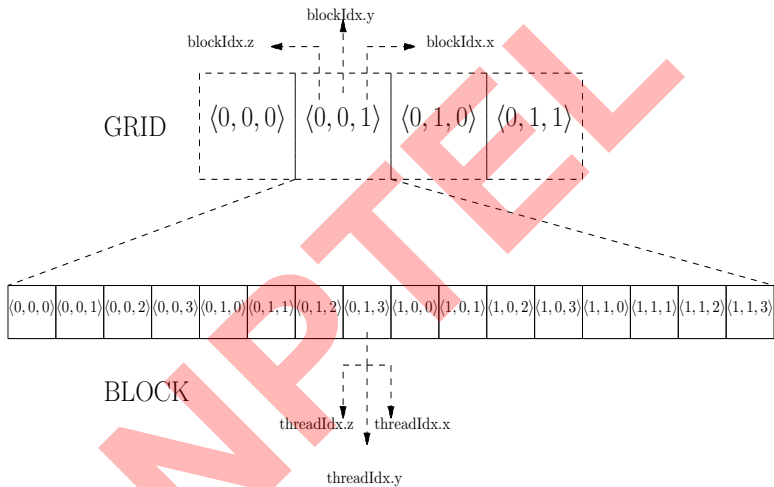 blockIdx.y
blockIdx.z blockIdx.x
GRID ⟨0, 0, 0⟩ ⟨0, 0, 1⟩ ⟨0, 1, 0⟩ ⟨0, 1, 1⟩
⟨0, 0, 0⟩ ⟨0, 0, 1⟩ ⟨0, 0, 2⟩ ⟨0, 0, 3⟩ ⟨0, 1, 0⟩ ⟨0, 1, 1⟩ ⟨0, 1, 2⟩ ⟨0, 1, 3⟩ ⟨1, 0, 0⟩ ⟨1, 0, 1⟩ ⟨1, 0, 2⟩ ⟨1, 0, 3⟩ ⟨1, 1, 0⟩ ⟨1, 1, 1⟩ ⟨1, 1, 2⟩ ⟨1, 1, 3⟩
BLOCK
threadIdx.z threadIdx.x
threadIdx.y
NPTEL